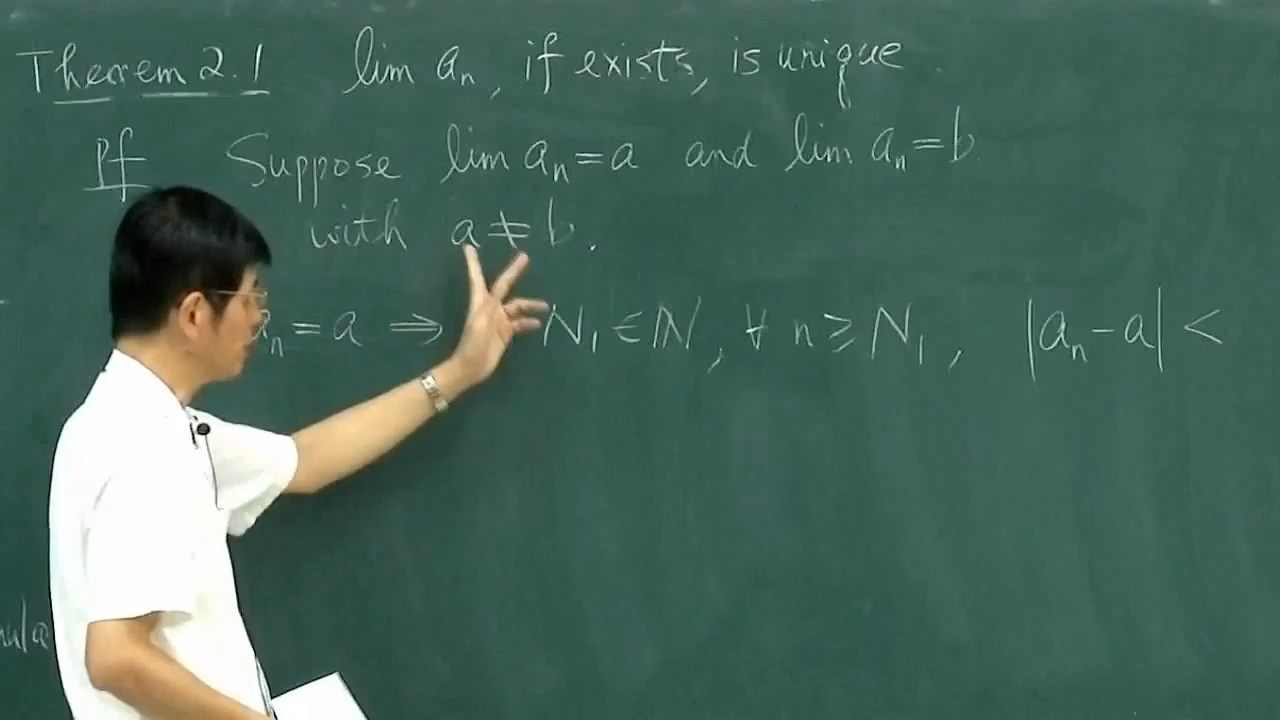 Theorem 2.1 lim aₙ, if exists, is unique.
Pf Suppose lim aₙ = a and lim aₙ = b
with a ≠ b.
aₙ = a ⇒ N₁ ∈ ℕ, ∀ n ≥ N₁, |aₙ - a| <